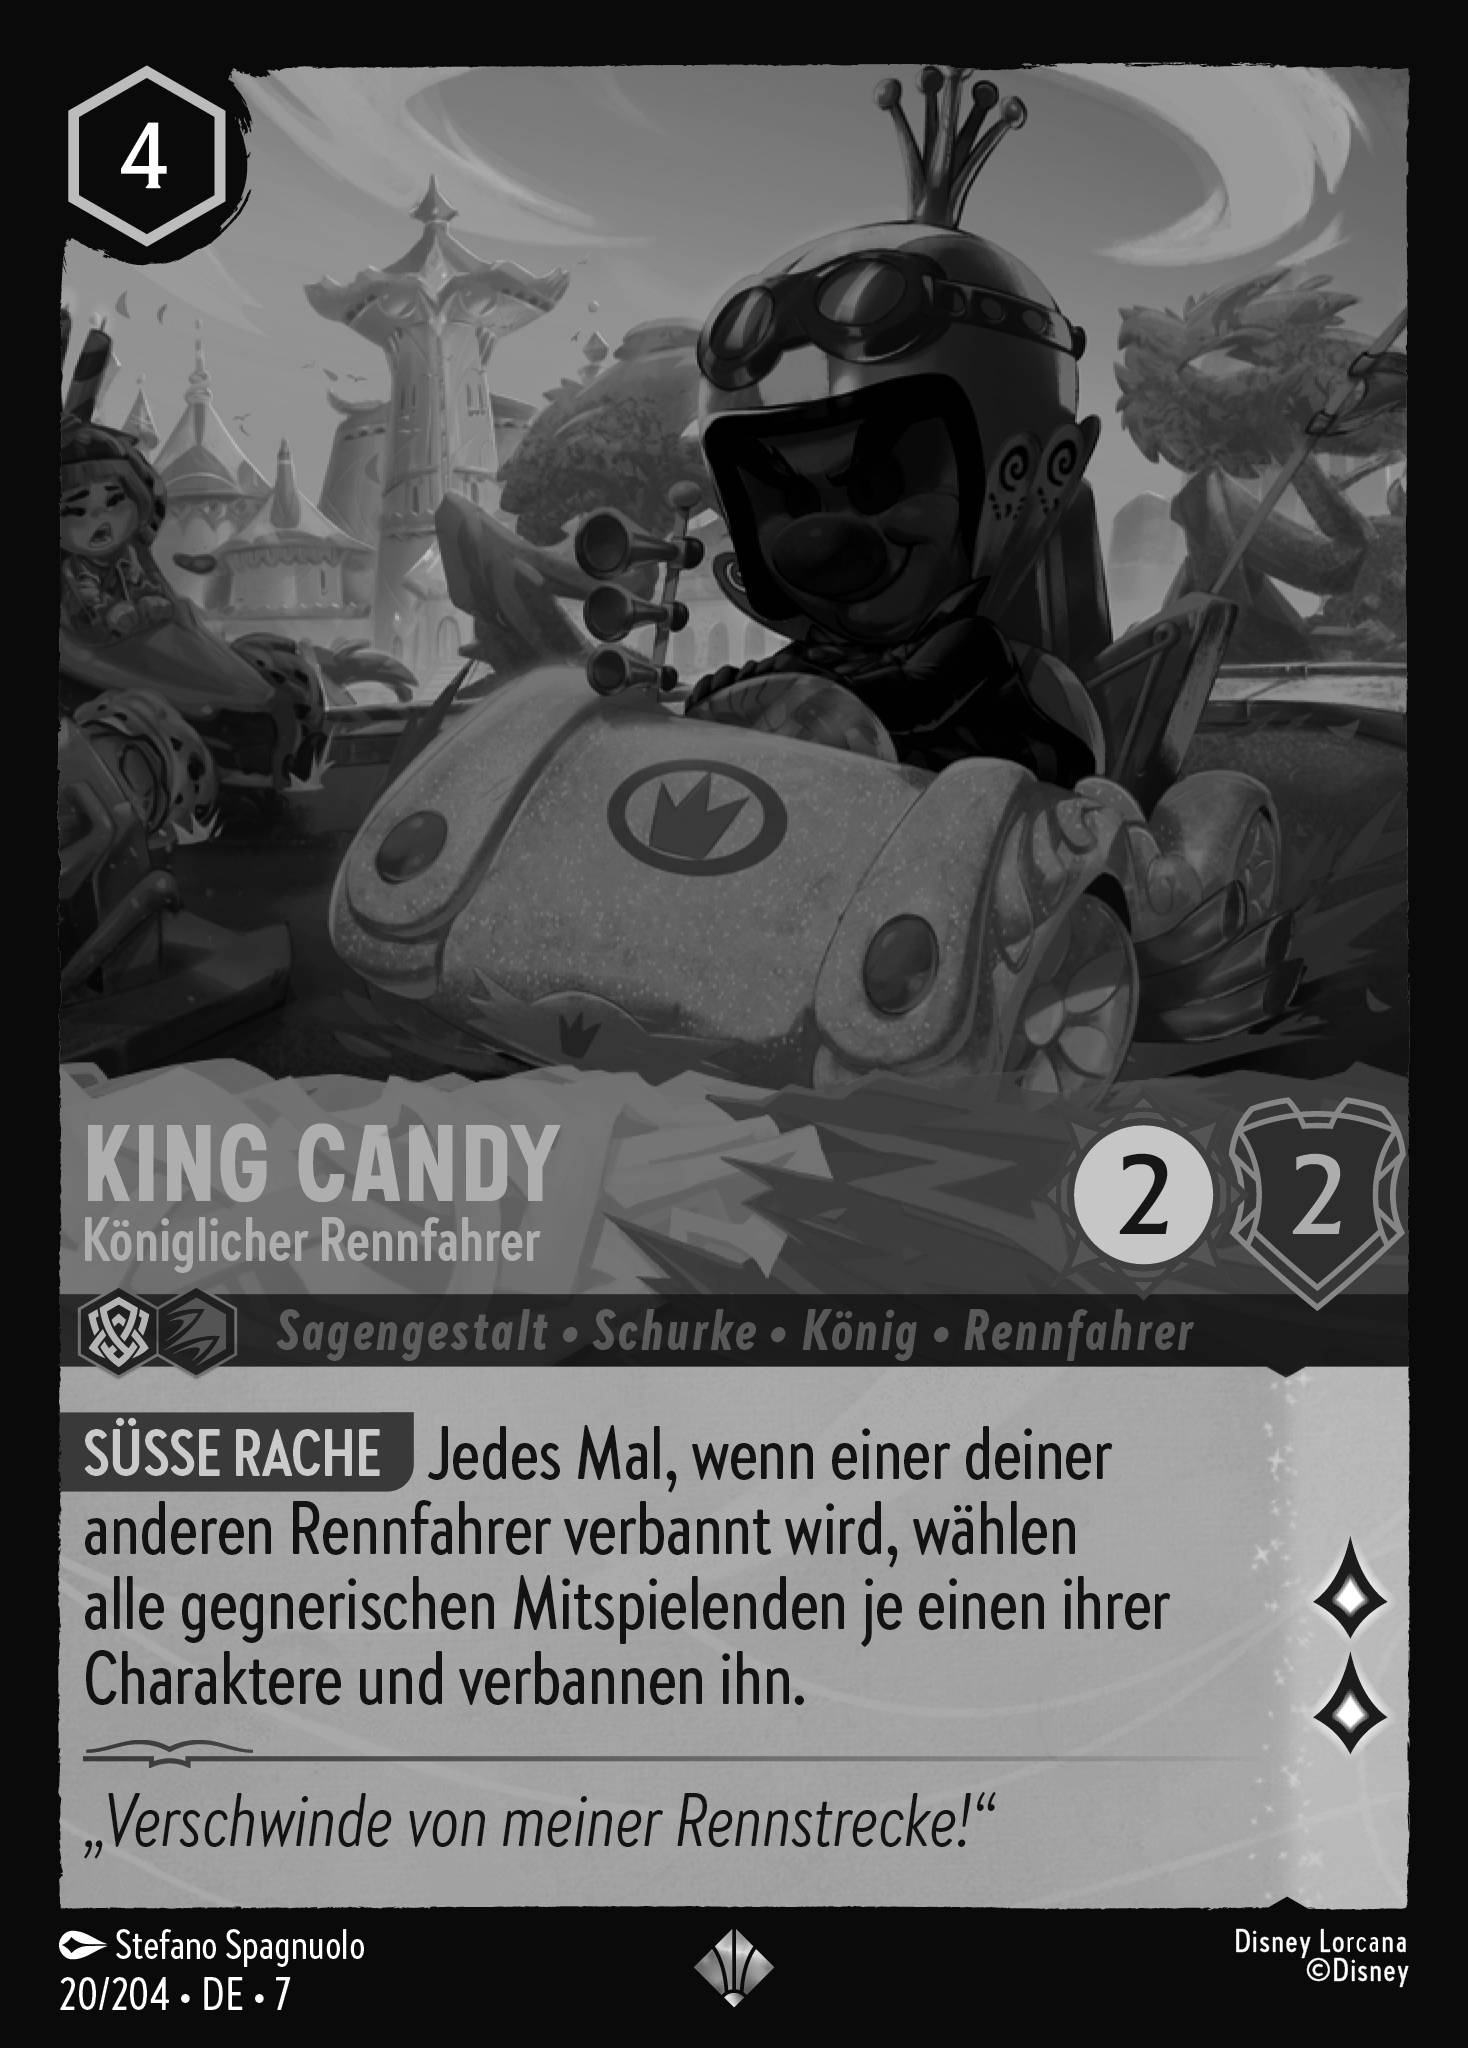 4
KING CANDY
Königlicher Rennfahrer
2
2
Sagengestalt • Schurke • König • Rennfahrer
SÜSSE RACHE Jedes Mal, wenn einer deiner
anderen Rennfahrer verbannt wird, wählen
alle gegnerischen Mitspielenden je einen ihrer
Charaktere und verbannen ihn.
„Verschwinde von meiner Rennstrecke!“
Stefano Spagnuolo
20/204 • DE • 7
Disney Lorcana
©Disney